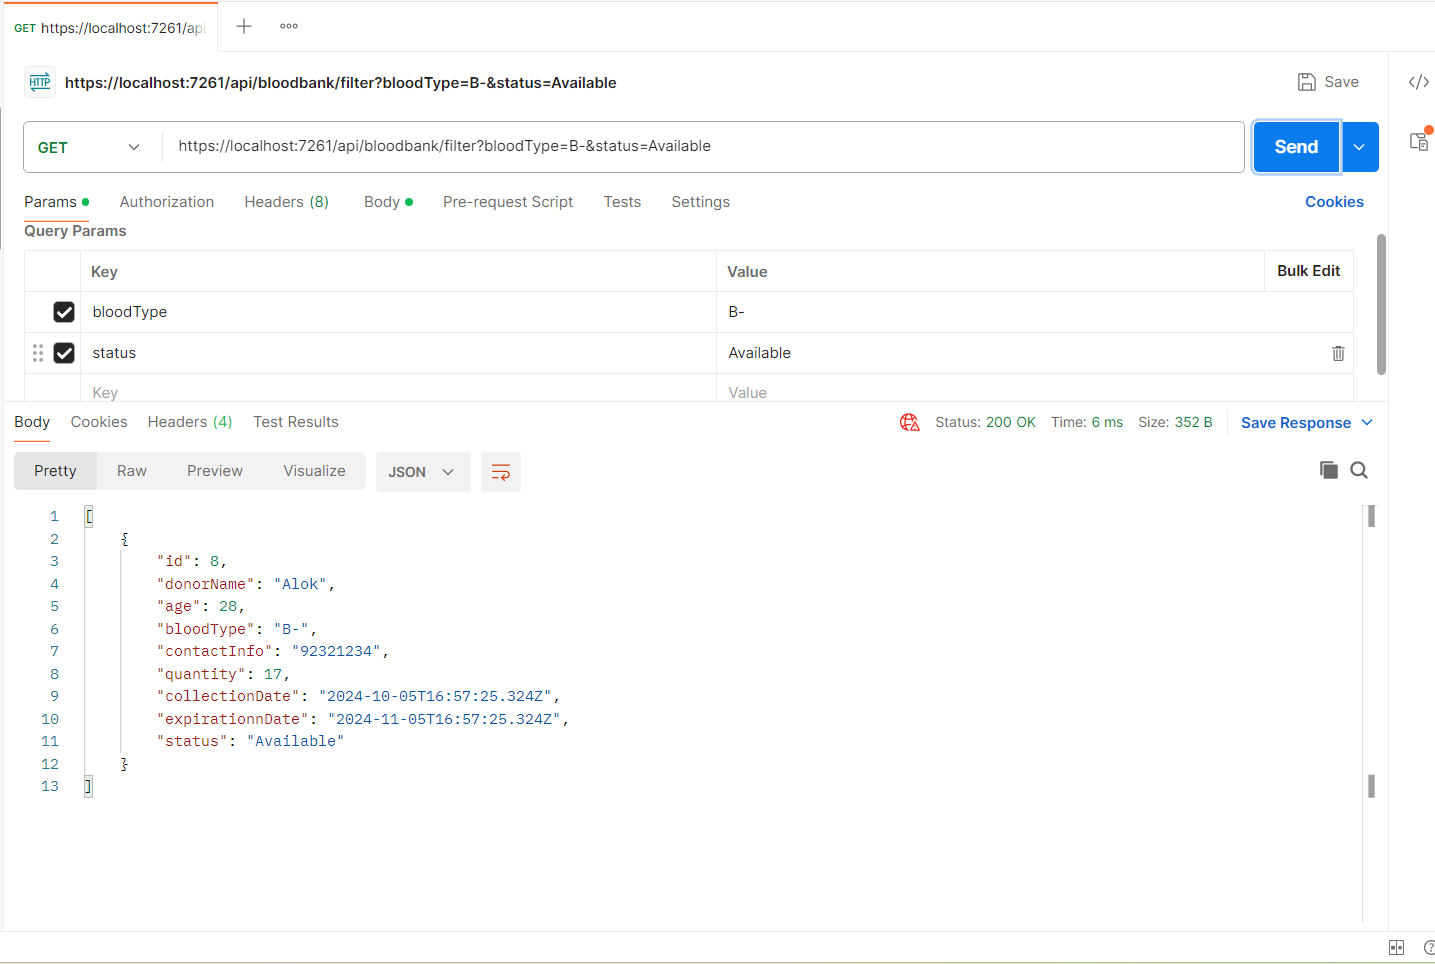 GET https://localhost:7261/api
HTTP https://localhost:7261/api/bloodbank/filter?bloodType=B-&status=Available Save
GET https://localhost:7261/api/bloodbank/filter?bloodType=B-&status=Available Send
Params Authorization Headers (8) Body Pre-request Script Tests Settings Cookies
Query Params
Key Value Bulk Edit
bloodType B-
status Available
Key Value
Body Cookies Headers (4) Test Results Status: 200 OK Time: 6 ms Size: 352 B Save Response
Pretty Raw Preview Visualize JSON
1 [
2 {
3 "id": 8,
4 "donorName": "Alok",
5 "age": 28,
6 "bloodType": "B-",
7 "contactInfo": "92321234",
8 "quantity": 17,
9 "collectionDate": "2024-10-05T16:57:25.324Z",
10 "expirationnDate": "2024-11-05T16:57:25.324Z",
11 "status": "Available"
12 }
13 ]